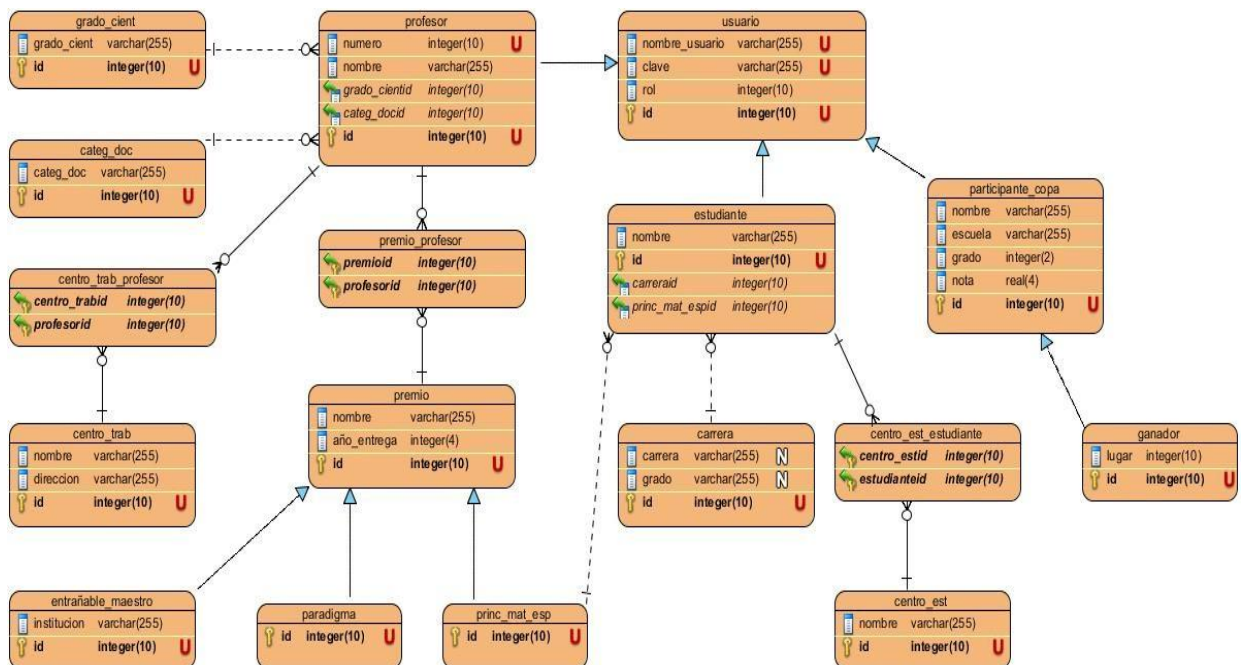 grado_cient
grado_cient varchar(255)
id integer(10) U
profesor
numero integer(10) U
nombre varchar(255)
grado_cientid integer(10)
categ_docid integer(10)
id integer(10) U
usuario
nombre_usuario varchar(255) U
clave varchar(255) U
rol integer(10)
id integer(10) U
categ_doc
categ_doc varchar(255)
id integer(10) U
participante_copa
nombre varchar(255)
escuela varchar(255)
grado integer(2)
nota real(4)
id integer(10) U
estudiante
nombre varchar(255)
id integer(10) U
carreraid integer(10)
princ_mat_espid integer(10)
premio_profesor
premioid integer(10)
profesorid integer(10)
centro_trab_profesor
centro_trabid integer(10)
profesorid integer(10)
premio
nombre varchar(255)
año_entrega integer(4)
id integer(10) U
centro_trab
nombre varchar(255)
direccion varchar(255)
id integer(10) U
carrera
carrera varchar(255) N
grado varchar(255) N
id integer(10) U
centro_est_estudiante
centro_estid integer(10)
estudianteid integer(10)
ganador
lugar integer(10)
id integer(10) U
entrañable_maestro
institucion varchar(255)
id integer(10) U
paradigma
id integer(10) U
princ_mat_esp
id integer(10) U
centro_est
nombre varchar(255)
id integer(10) U